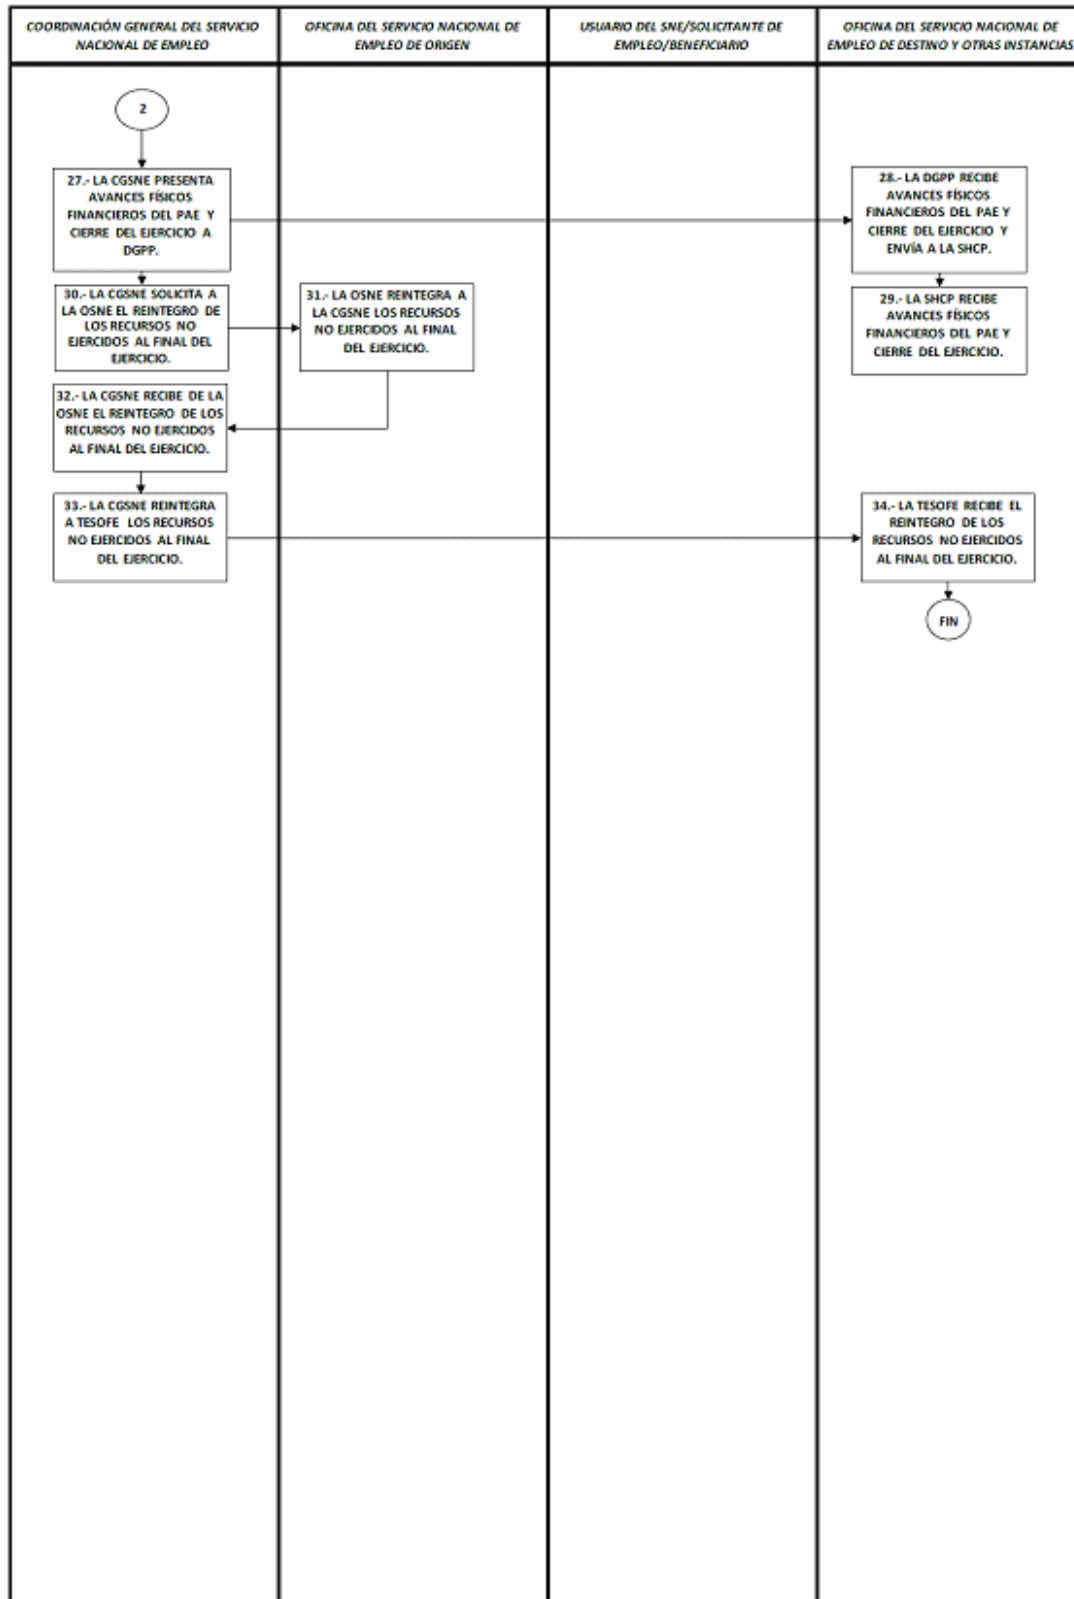 COORDINACIÓN GENERAL DEL SERVICIO
NACIONAL DE EMPLEO
OFICINA DEL SERVICIO NACIONAL DE
EMPLEO DE ORIGEN
USUARIO DEL SNE/SOLICITANTE DE
EMPLEO/BENEFICIARIO
OFICINA DEL SERVICIO NACIONAL DE
EMPLEO DE DESTINO Y OTRAS INSTANCIAS
2
27.- LA CGSNE PRESENTA
AVANCES FÍSICOS
FINANCIEROS DEL PAE Y
CIERRE DEL EJERCICIO A
DGPP.
28.- LA DGPP RECIBE
AVANCES FÍSICOS
FINANCIEROS DEL PAE Y
CIERRE DEL EJERCICIO Y
ENVÍA A LA SHCP.
29.- LA SHCP RECIBE
AVANCES FÍSICOS
FINANCIEROS DEL PAE Y
CIERRE DEL EJERCICIO.
30.- LA CGSNE SOLICITA A
LA OSNE EL REINTEGRO DE
LOS RECURSOS NO
EJERCIDOS AL FINAL DEL
EJERCICIO.
31.- LA OSNE REINTEGRA A
LA CGSNE LOS RECURSOS
NO EJERCIDOS AL FINAL
DEL EJERCICIO.
32.- LA CGSNE RECIBE DE LA
OSNE EL REINTEGRO DE LOS
RECURSOS NO EJERCIDOS
AL FINAL DEL EJERCICIO.
33.- LA CGSNE REINTEGRA
A TESOFE LOS RECURSOS
NO EJERCIDOS AL FINAL
DEL EJERCICIO.
34.- LA TESOFE RECIBE EL
REINTEGRO DE LOS
RECURSOS NO EJERCIDOS
AL FINAL DEL EJERCICIO.
FIN